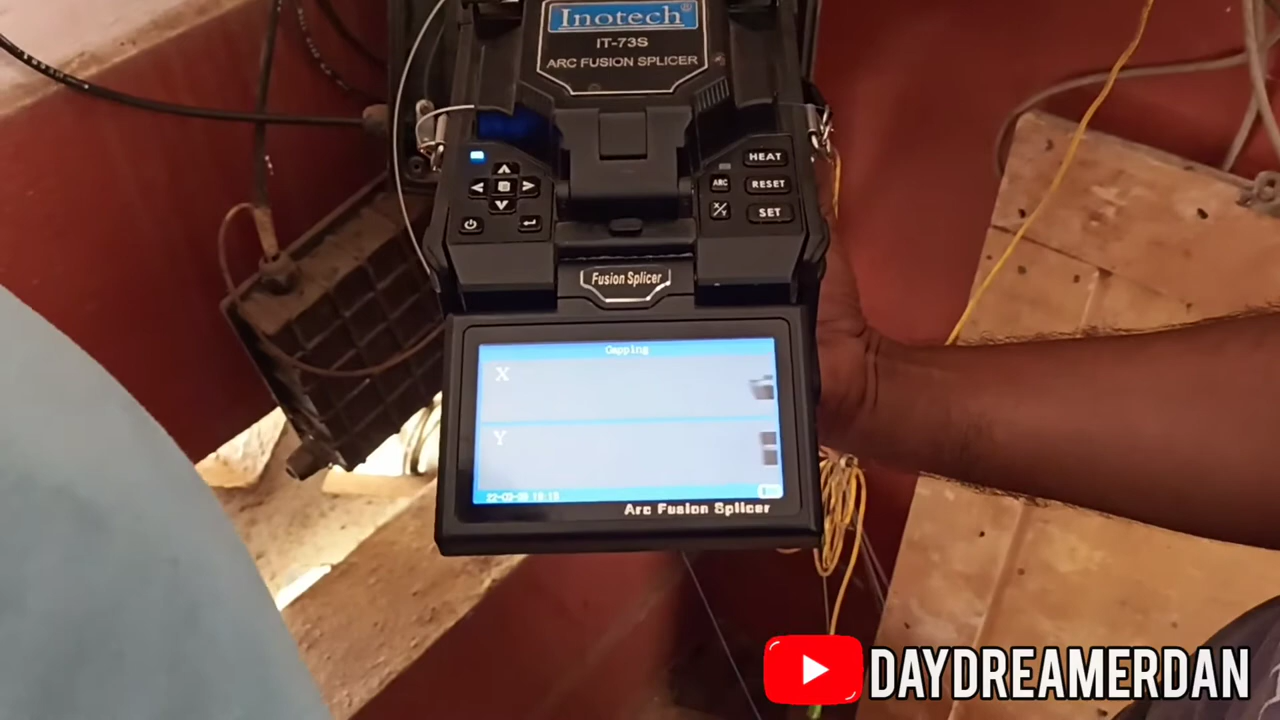 Inotech®
IT-73S
ARC FUSION SPLICER
HEAT
ARC
RESET
X/Y
SET
Fusion Splicer
Gapping
X
Y
Arc Fusion Splicer
DAYDREAMERDAN